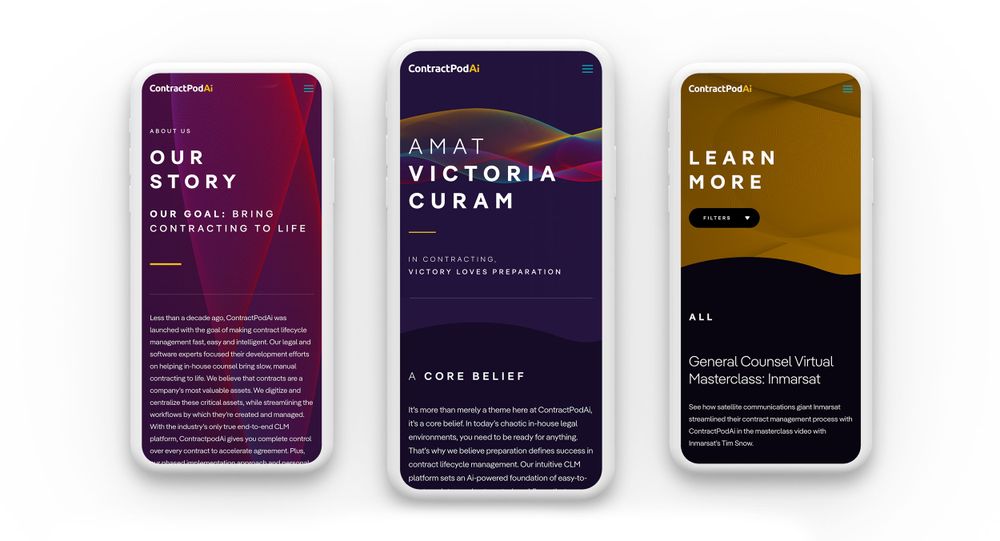 ContractPodAi
ABOUT US
OUR
STORY
OUR GOAL: BRING
CONTRACTING TO LIFE
Less than a decade ago, ContractPodAi was
launched with the goal of making contract lifecycle
management fast, easy and intelligent. Our legal and
software experts focused their development efforts
on helping in-house counsel bring slow, manual
contracting to life. We believe that contracts are a
company's most valuable assets. We digitize and
centralize these critical assets, while streamlining the
workflows by which they're created and managed.
With the industry's only true end-to-end CLM
platform, ContractpodAi gives you complete control
over every contract to accelerate agreement. Plus,
our phased implementation approach and personal
ContractPodAi
AMAT
VICTORIA
CURAM
IN CONTRACTING,
VICTORY LOVES PREPARATION
A CORE BELIEF
It's more than merely a theme here at ContractPodAi,
it's a core belief. In today's chaotic in-house legal
environments, you need to be ready for anything.
That's why we believe preparation defines success in
contract lifecycle management. Our intuitive CLM
platform sets an Ai-powered foundation of easy-to-
ContractPodAi
LEARN
MORE
FILTERS
ALL
General Counsel Virtual
Masterclass: Inmarsat
See how satellite communications giant Inmarsat
streamlined their contract management process with
ContractPodAi in the masterclass video with
Inmarsat's Tim Snow.